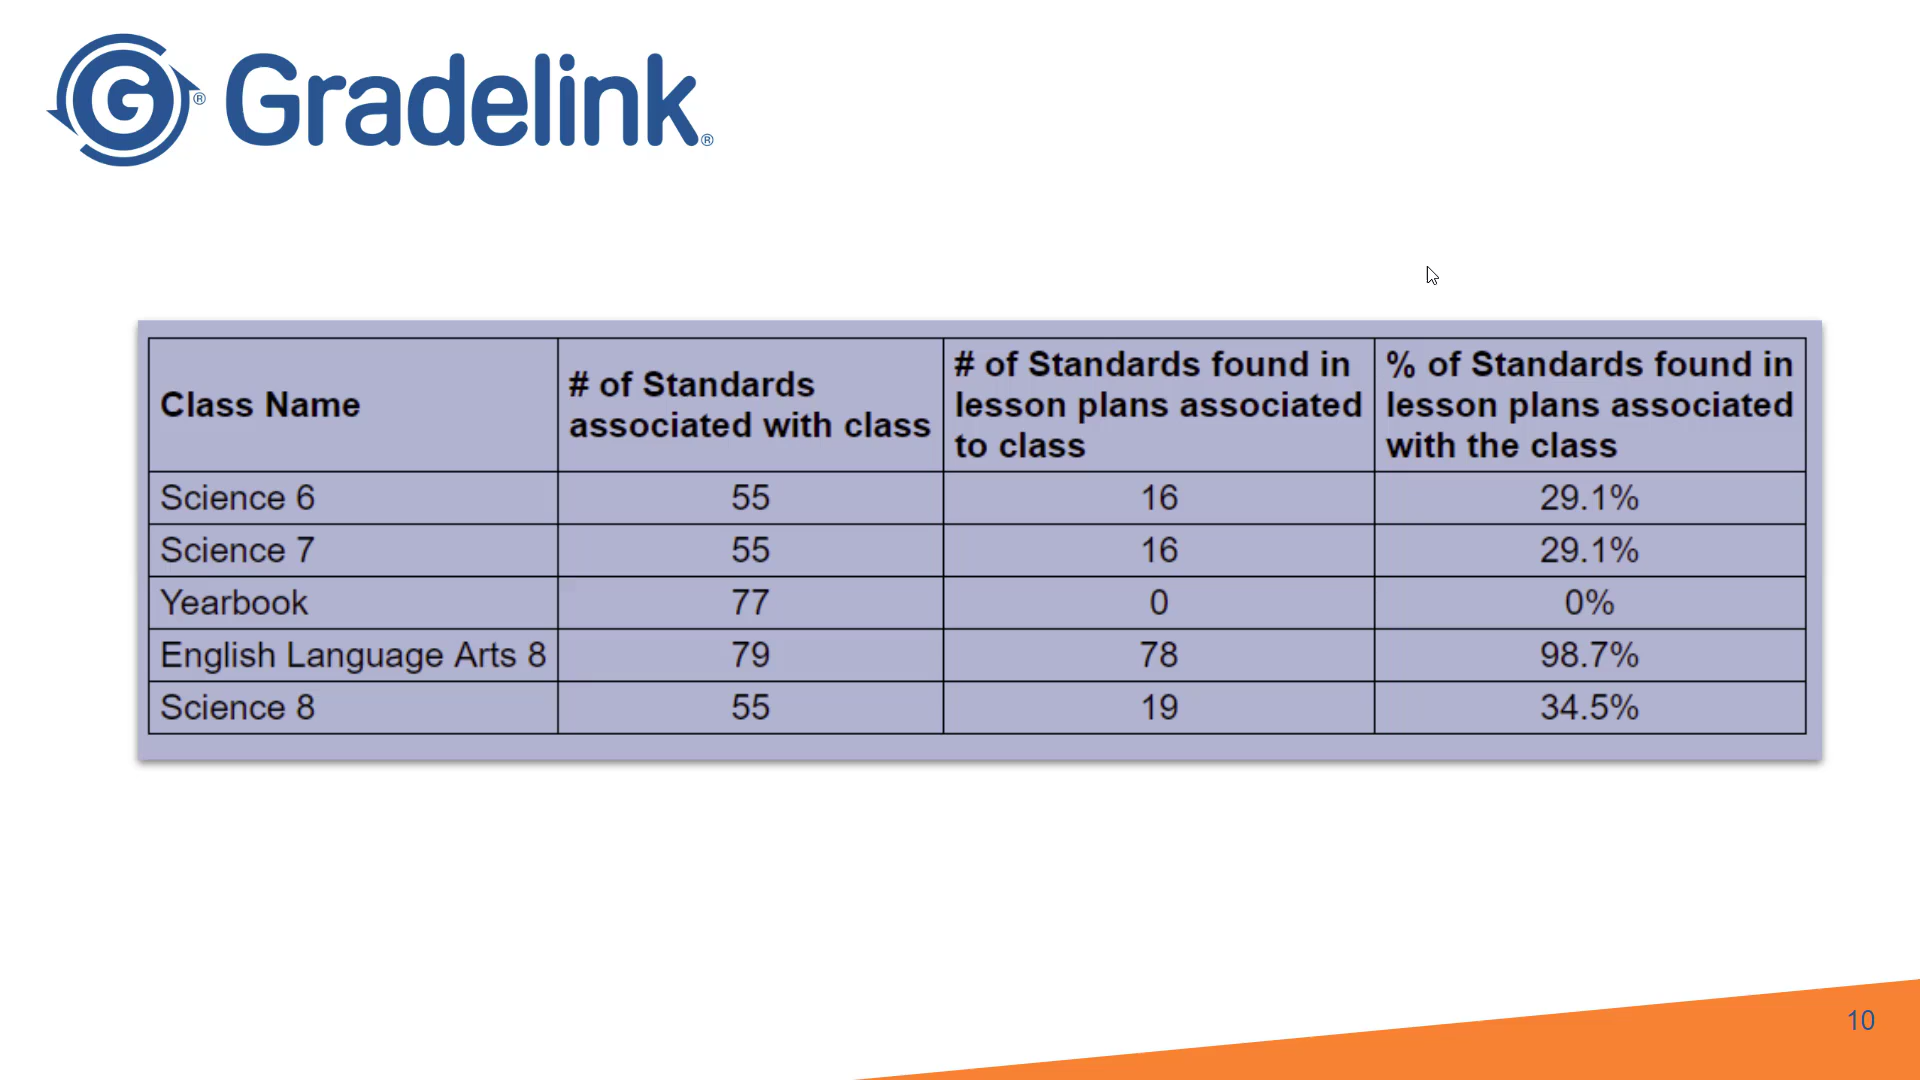 G® Gradelink®
Class Name
# of Standards
associated with class
# of Standards found in
lesson plans associated
to class
% of Standards found in
lesson plans associated
with the class
Science 6 55 16 29.1%
Science 7 55 16 29.1%
Yearbook 77 0 0%
English Language Arts 8 79 78 98.7%
Science 8 55 19 34.5%
10